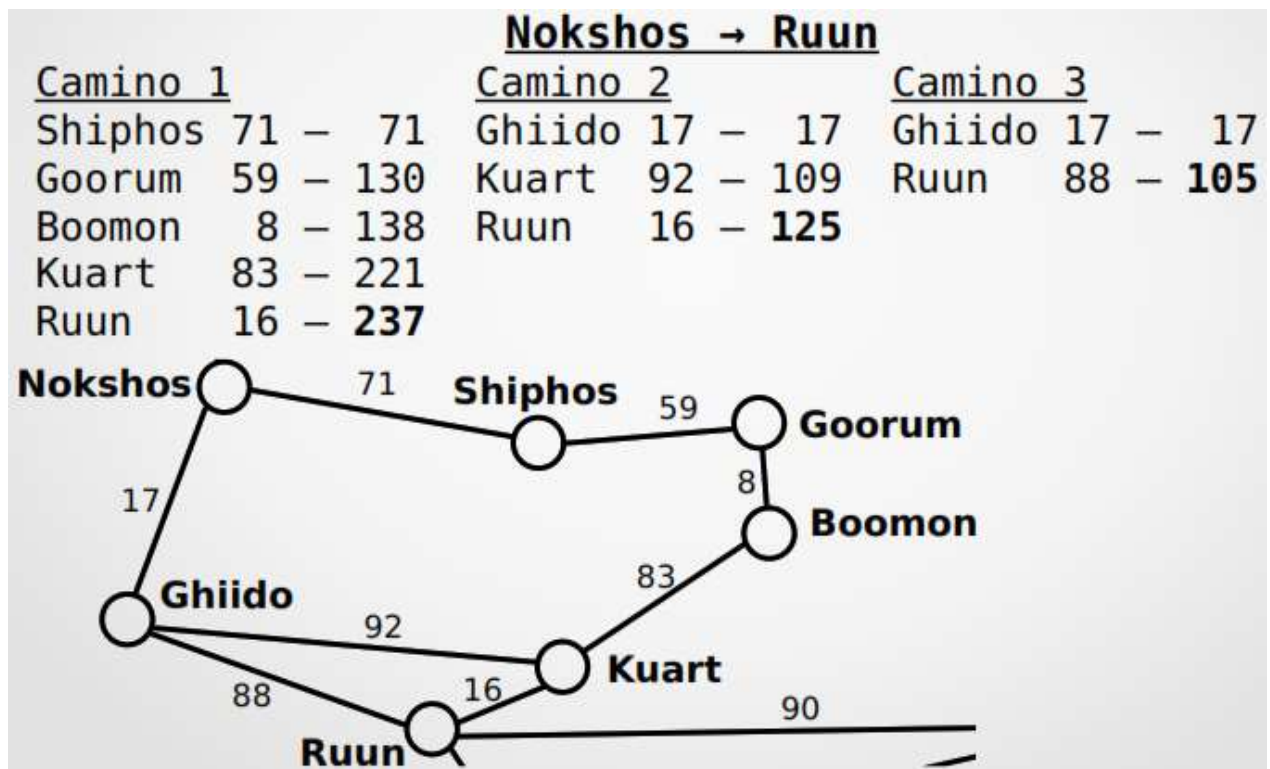 Nokshos → Ruun
Camino 1
Shiphos 71 – 71
Goorum 59 – 130
Boomon 8 – 138
Kuart 83 – 221
Ruun 16 – 237
Camino 2
Ghiido 17 – 17
Kuart 92 – 109
Ruun 16 – 125
Camino 3
Ghiido 17 – 17
Ruun 88 – 105
Nokshos
71
Shiphos
59
Goorum
8
Boomon
17
83
Ghiido
92
Kuart
88
16
90
Ruun